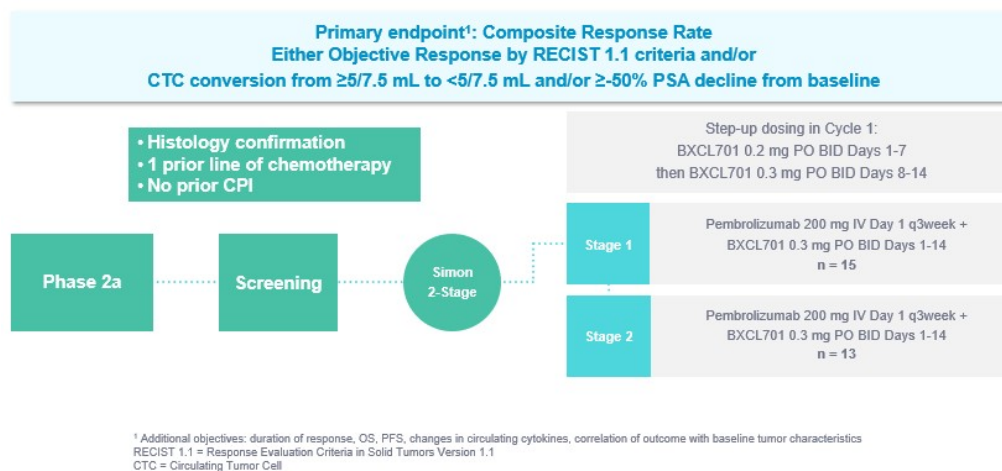 Primary endpoint¹: Composite Response Rate
Either Objective Response by RECIST 1.1 criteria and/or
CTC conversion from ≥5/7.5 mL to <5/7.5 mL and/or ≥-50% PSA decline from baseline
• Histology confirmation
• 1 prior line of chemotherapy
• No prior CPI
Step-up dosing in Cycle 1:
BXCL701 0.2 mg PO BID Days 1-7
then BXCL701 0.3 mg PO BID Days 8-14
Phase 2a
Screening
Simon
2-Stage
Stage 1
Pembrolizumab 200 mg IV Day 1 q3week +
BXCL701 0.3 mg PO BID Days 1-14
n = 15
Stage 2
Pembrolizumab 200 mg IV Day 1 q3week +
BXCL701 0.3 mg PO BID Days 1-14
n = 13
¹ Additional objectives: duration of response, OS, PFS, changes in circulating cytokines, correlation of outcome with baseline tumor characteristics
RECIST 1.1 = Response Evaluation Criteria in Solid Tumors Version 1.1
CTC = Circulating Tumor Cell